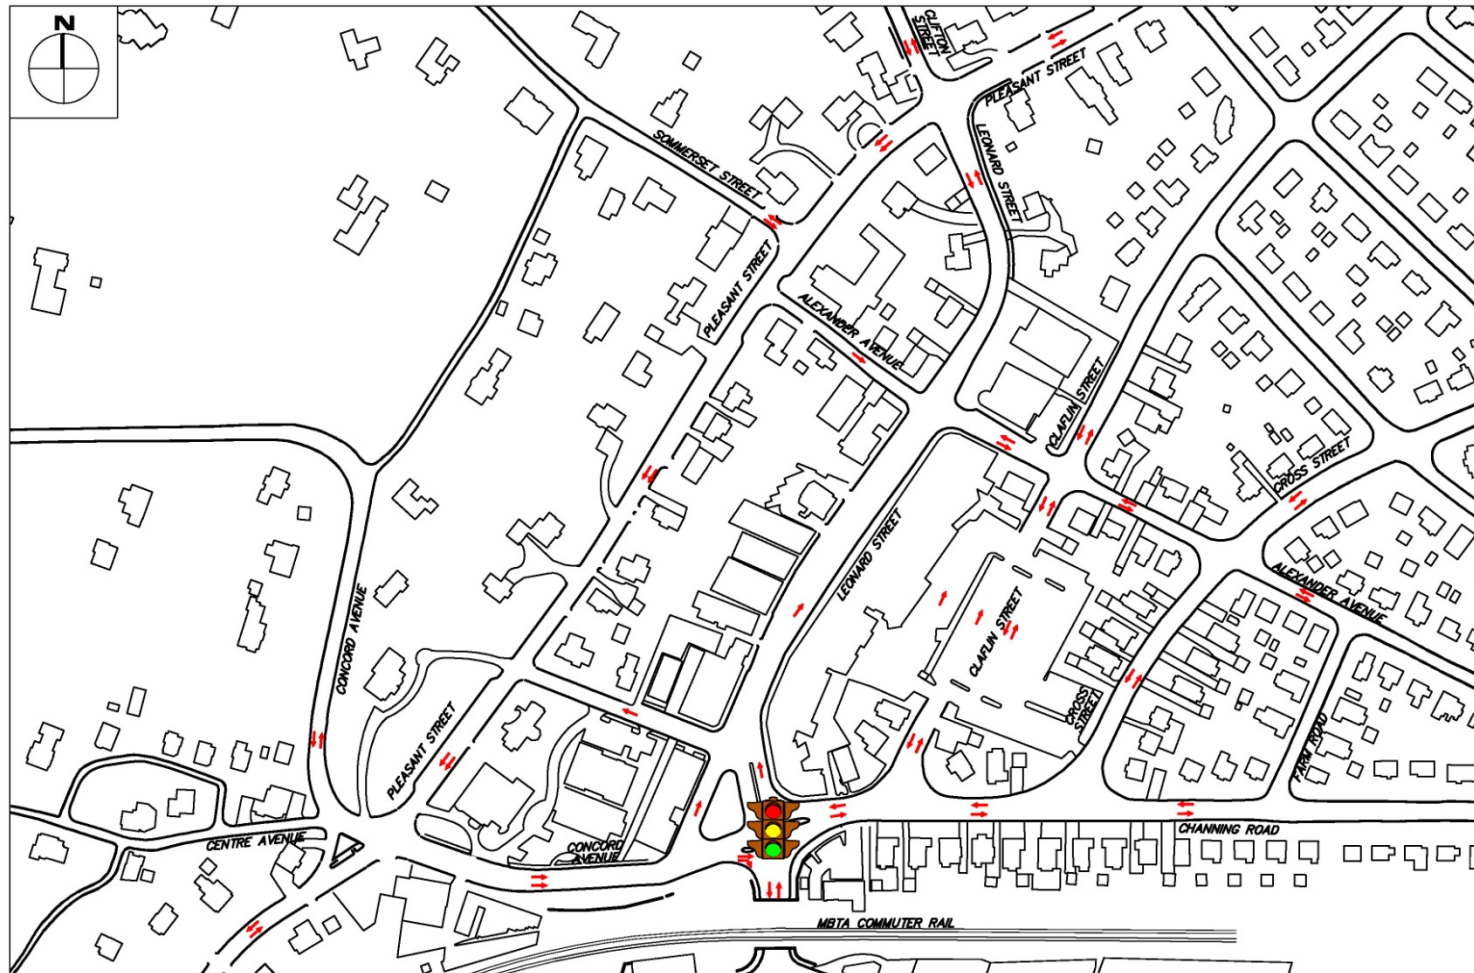 N
CLIFTON
STREET
PLEASANT STREET
LEONARD STREET
SOMMERSET STREET
PLEASANT STREET
ALEXANDER AVENUE
CLAFLIN STREET
CROSS STREET
LEONARD STREET
ALEXANDER AVENUE
CONCORD AVENUE
CLAFLIN STREET
CROSS
STREET
PLEASANT STREET
FARM ROAD
CENTRE AVENUE
CONCORD
AVENUE
CHANNING ROAD
MBTA COMMUTER RAIL